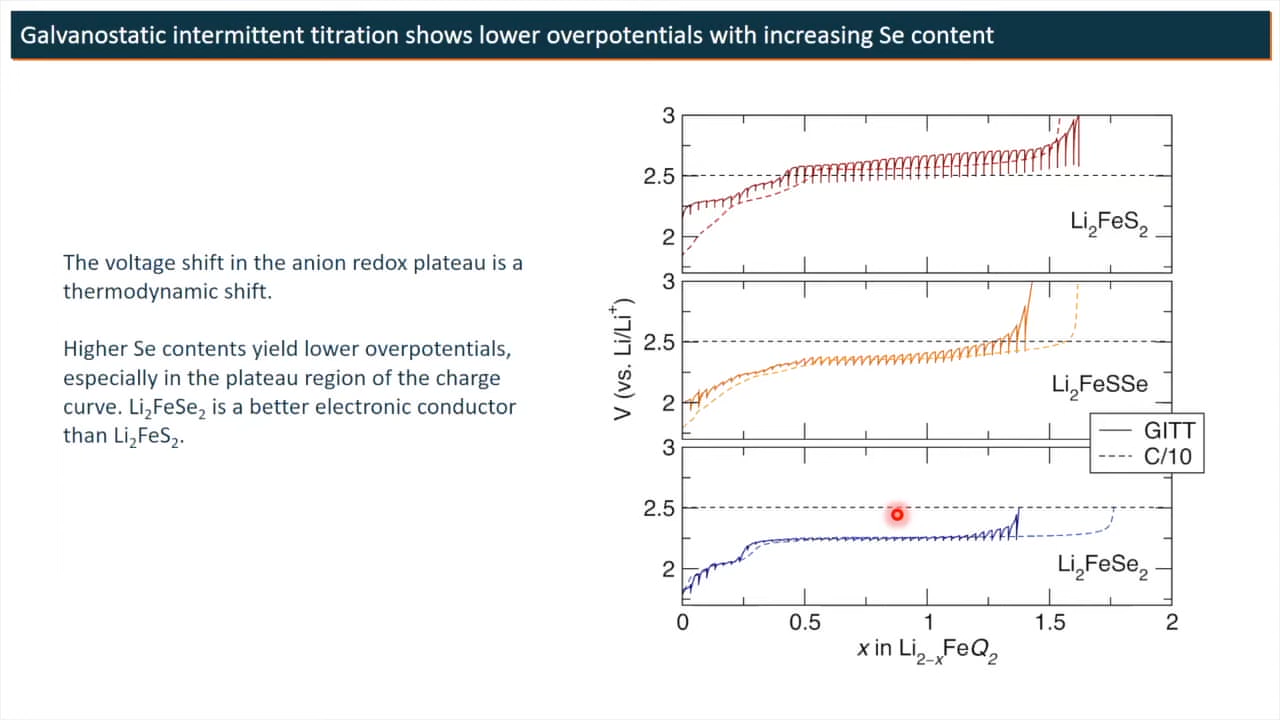 Galvanostatic intermittent titration shows lower overpotentials with increasing Se content
The voltage shift in the anion redox plateau is a
thermodynamic shift.
Higher Se contents yield lower overpotentials,
especially in the plateau region of the charge
curve. Li₂FeSe₂ is a better electronic conductor
than Li₂FeS₂.
V (vs. Li/Li⁺)
3
2.5
2
Li₂FeS₂
3
2.5
2
Li₂FeSSe
GITT
C/10
3
2.5
2
Li₂FeSe₂
0 0.5 1 1.5 2
x in Li₂₋ₓFeQ₂